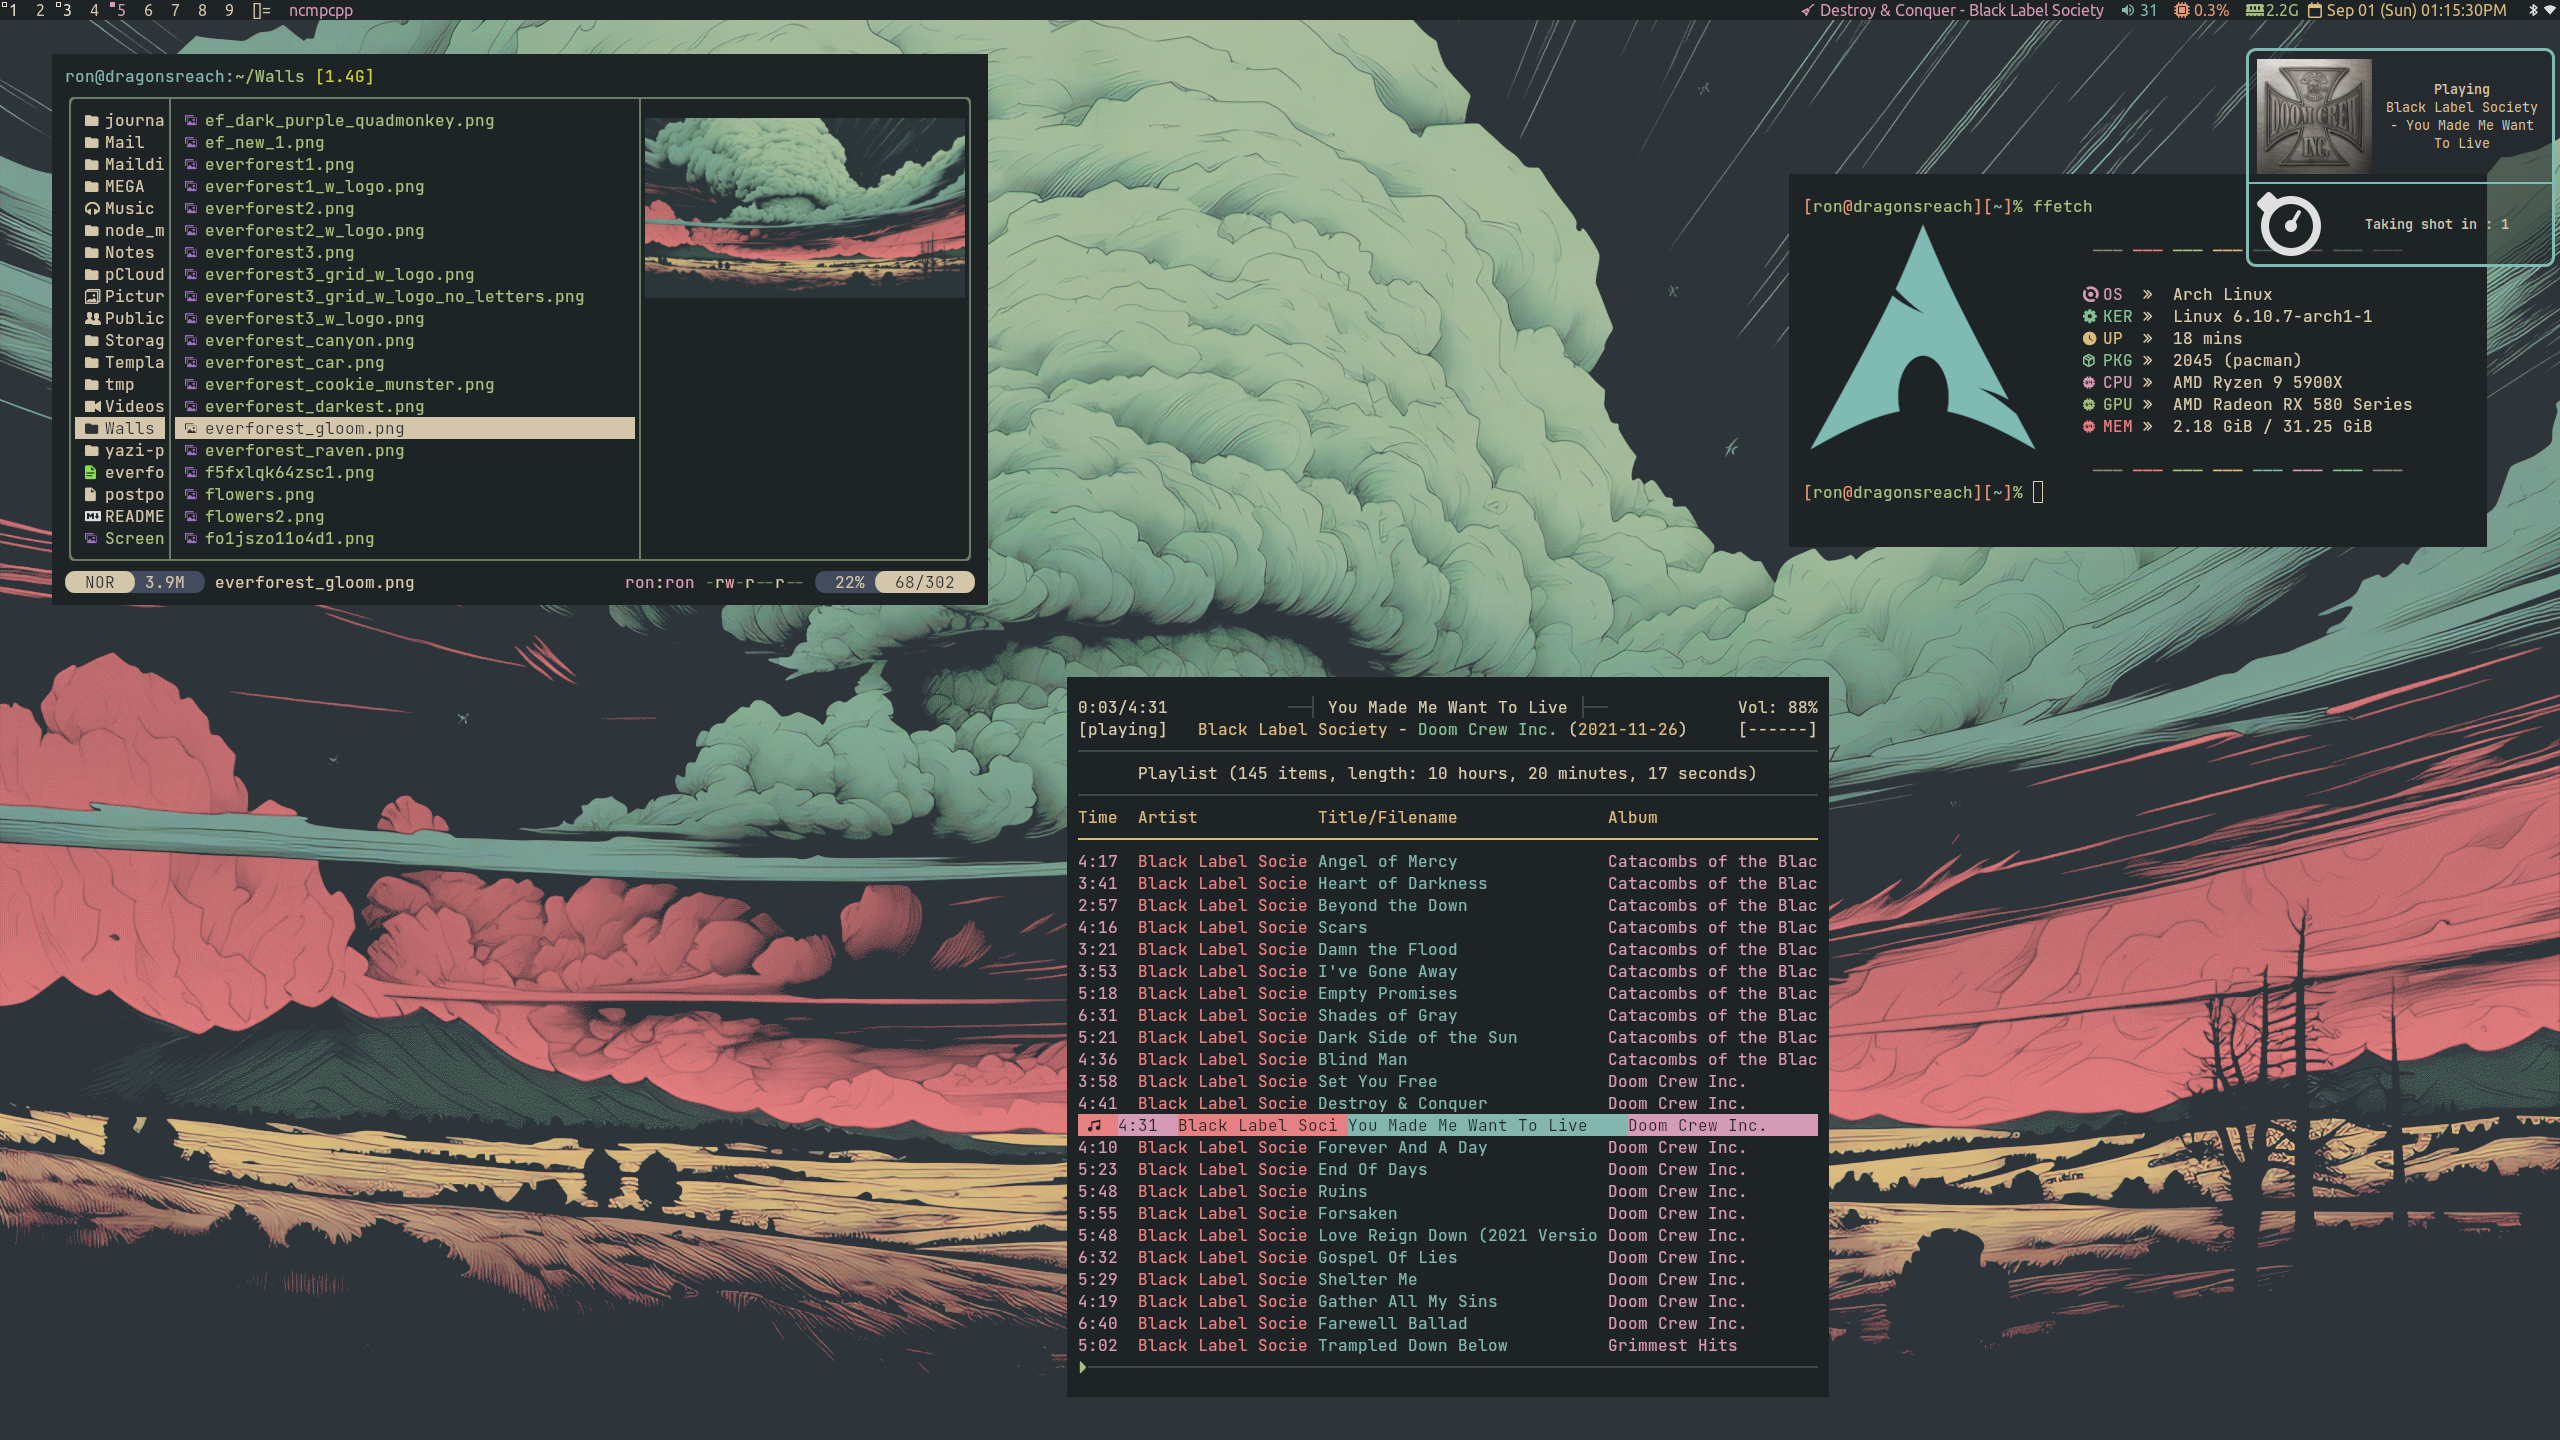 1 2 3 4 5 6 7 8 9 []= ncmpcpp
Destroy & Conquer - Black Label Society 31 0.3% 2.2G Sep 01 (Sun) 01:15:30PM
ron@dragonsreach:~/Walls [1.4G]
journa ef_dark_purple_quadmonkey.png
Mail ef_new_1.png
Maildi everforest1.png
MEGA everforest1_w_logo.png
Music everforest2.png
node_m everforest2_w_logo.png
Notes everforest3.png
pCloud everforest3_grid_w_logo.png
Pictur everforest3_grid_w_logo_no_letters.png
Public everforest3_w_logo.png
Storag everforest_canyon.png
Templa everforest_car.png
tmp everforest_cookie_munster.png
Videos everforest_darkest.png
Walls everforest_gloom.png
yazi-p everforest_raven.png
everfo f5fxlqk64zsc1.png
postpo flowers.png
README flowers2.png
Screen fo1jszo11o4d1.png
NOR 3.9M everforest_gloom.png ron:ron -rw-r--r-- 22% 68/302
DOOM CREW
INC.
Playing
Black Label Society
- You Made Me Want
To Live
Taking shot in : 1
[ron@dragonsreach][~]% ffetch
OS » Arch Linux
KER » Linux 6.10.7-arch1-1
UP » 18 mins
PKG » 2045 (pacman)
CPU » AMD Ryzen 9 5900X
GPU » AMD Radeon RX 580 Series
MEM » 2.18 GiB / 31.25 GiB
[ron@dragonsreach][~]%
0:03/4:31 You Made Me Want To Live Vol: 88%
[playing] Black Label Society - Doom Crew Inc. (2021-11-26) [------]
Playlist (145 items, length: 10 hours, 20 minutes, 17 seconds)
Time Artist Title/Filename Album
4:17 Black Label Socie Angel of Mercy Catacombs of the Blac
3:41 Black Label Socie Heart of Darkness Catacombs of the Blac
2:57 Black Label Socie Beyond the Down Catacombs of the Blac
4:16 Black Label Socie Scars Catacombs of the Blac
3:21 Black Label Socie Damn the Flood Catacombs of the Blac
3:53 Black Label Socie I've Gone Away Catacombs of the Blac
5:18 Black Label Socie Empty Promises Catacombs of the Blac
6:31 Black Label Socie Shades of Gray Catacombs of the Blac
5:21 Black Label Socie Dark Side of the Sun Catacombs of the Blac
4:36 Black Label Socie Blind Man Catacombs of the Blac
3:58 Black Label Socie Set You Free Doom Crew Inc.
4:41 Black Label Socie Destroy & Conquer Doom Crew Inc.
4:31 Black Label Soci You Made Me Want To Live Doom Crew Inc.
4:10 Black Label Socie Forever And A Day Doom Crew Inc.
5:23 Black Label Socie End Of Days Doom Crew Inc.
5:48 Black Label Socie Ruins Doom Crew Inc.
5:55 Black Label Socie Forsaken Doom Crew Inc.
5:48 Black Label Socie Love Reign Down (2021 Versio Doom Crew Inc.
6:32 Black Label Socie Gospel Of Lies Doom Crew Inc.
5:29 Black Label Socie Shelter Me Doom Crew Inc.
4:19 Black Label Socie Gather All My Sins Doom Crew Inc.
6:40 Black Label Socie Farewell Ballad Doom Crew Inc.
5:02 Black Label Socie Trampled Down Below Grimmest Hits